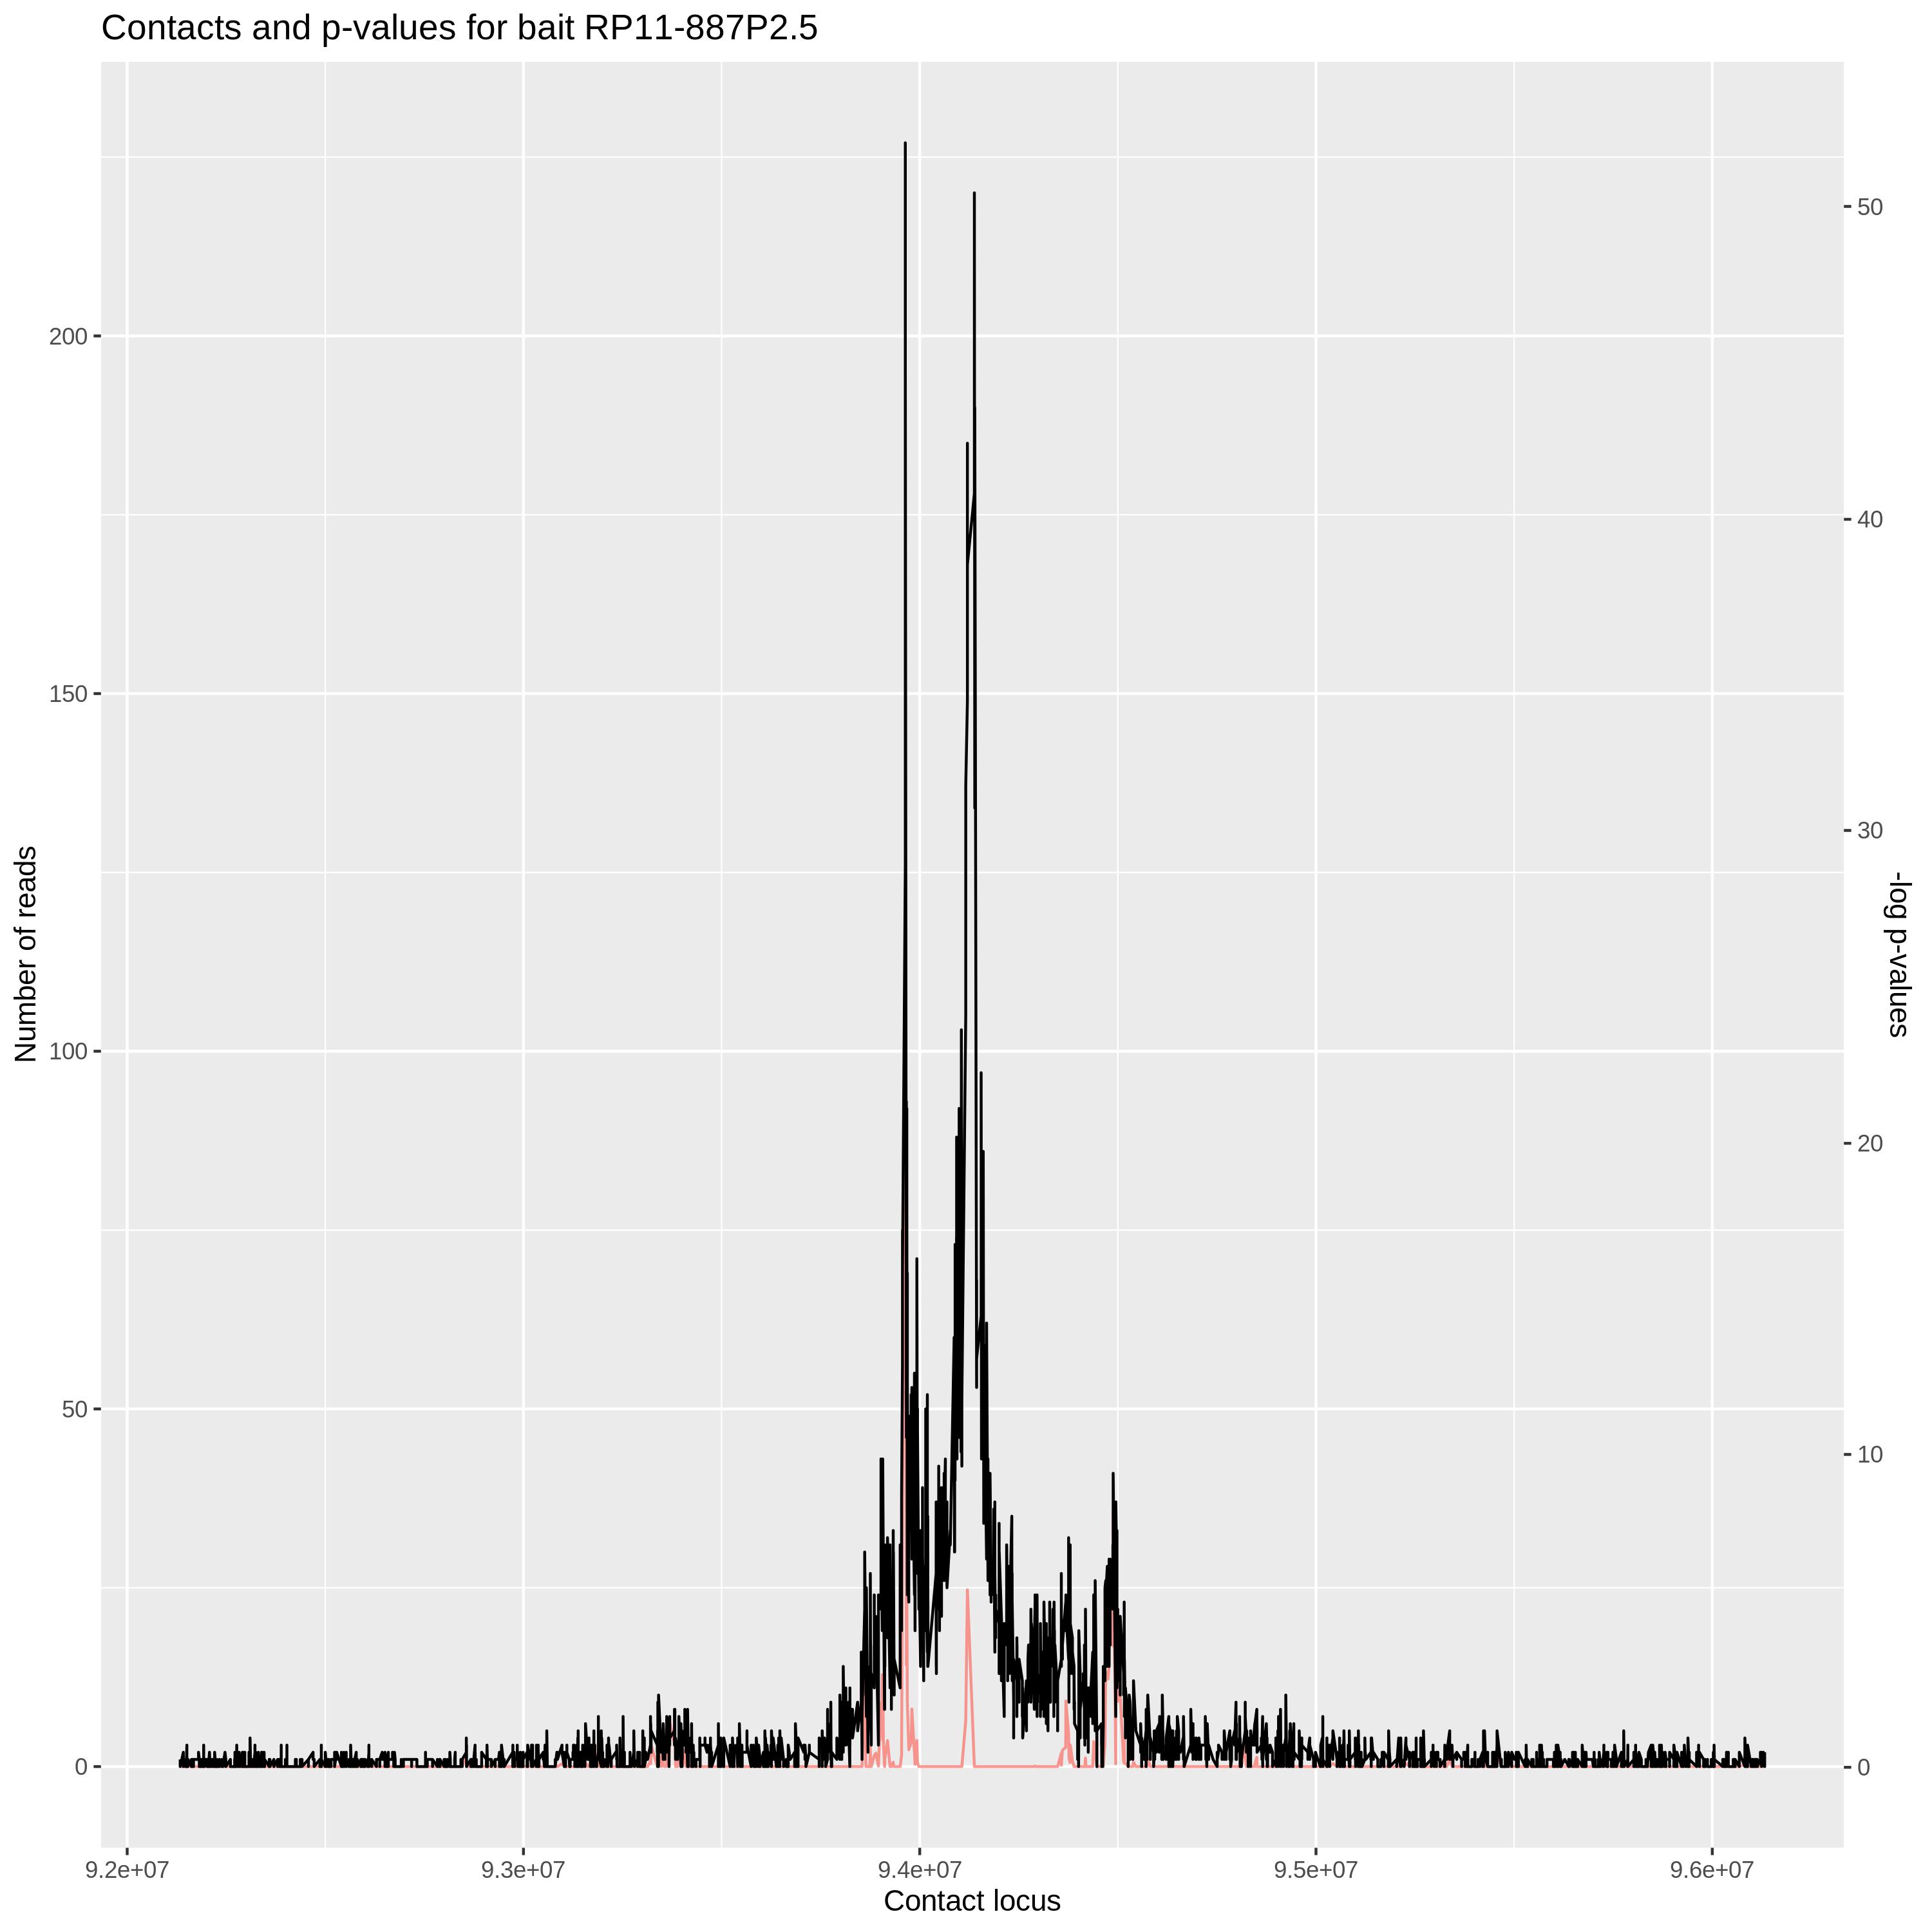 Contacts and p-values for bait RP11-887P2.5
Number of reads
200
150
100
50
0
50
40
30
20
10
0
-log p-values
9.2e+07
9.3e+07
9.4e+07
9.5e+07
9.6e+07
Contact locus